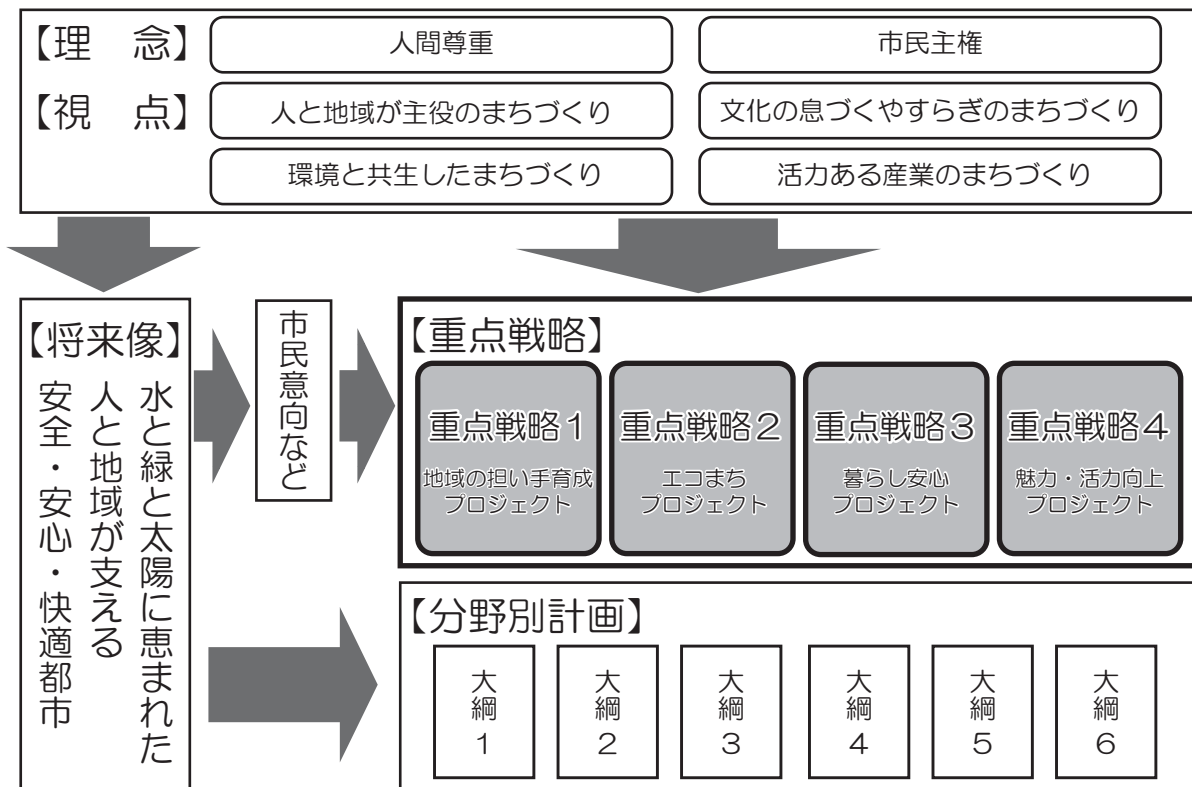 【理　念】
人間尊重
市民主権
【視　点】
人と地域が主役のまちづくり
文化の息づくやすらぎのまちづくり
環境と共生したまちづくり
活力ある産業のまちづくり
【将来像】
水と緑と太陽に恵まれた
人と地域が支える
安全・安心・快適都市
市民意向など
【重点戦略】
重点戦略１
地域の担い手育成
プロジェクト
重点戦略２
エコまち
プロジェクト
重点戦略３
暮らし安心
プロジェクト
重点戦略４
魅力・活力向上
プロジェクト
【分野別計画】
大綱１
大綱２
大綱３
大綱４
大綱５
大綱６